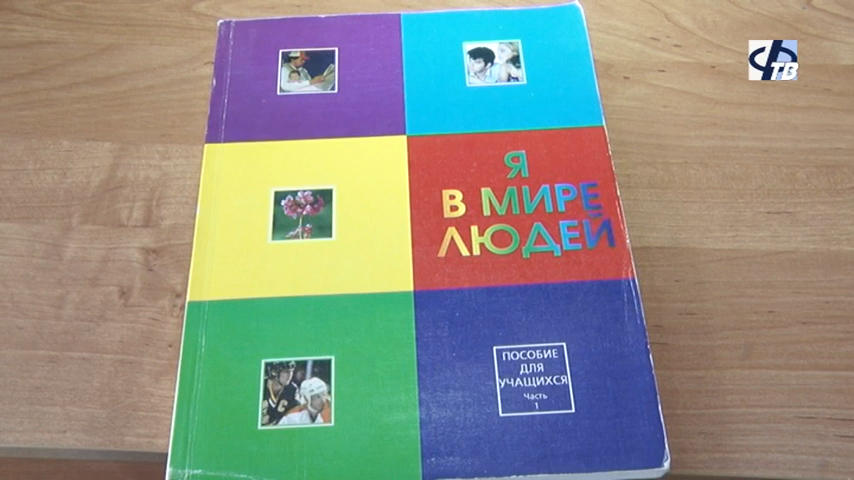 Я
В МИРЕ
ЛЮДЕЙ
ПОСОБИЕ
ДЛЯ
УЧАЩИХСЯ
Часть
1
ТВ